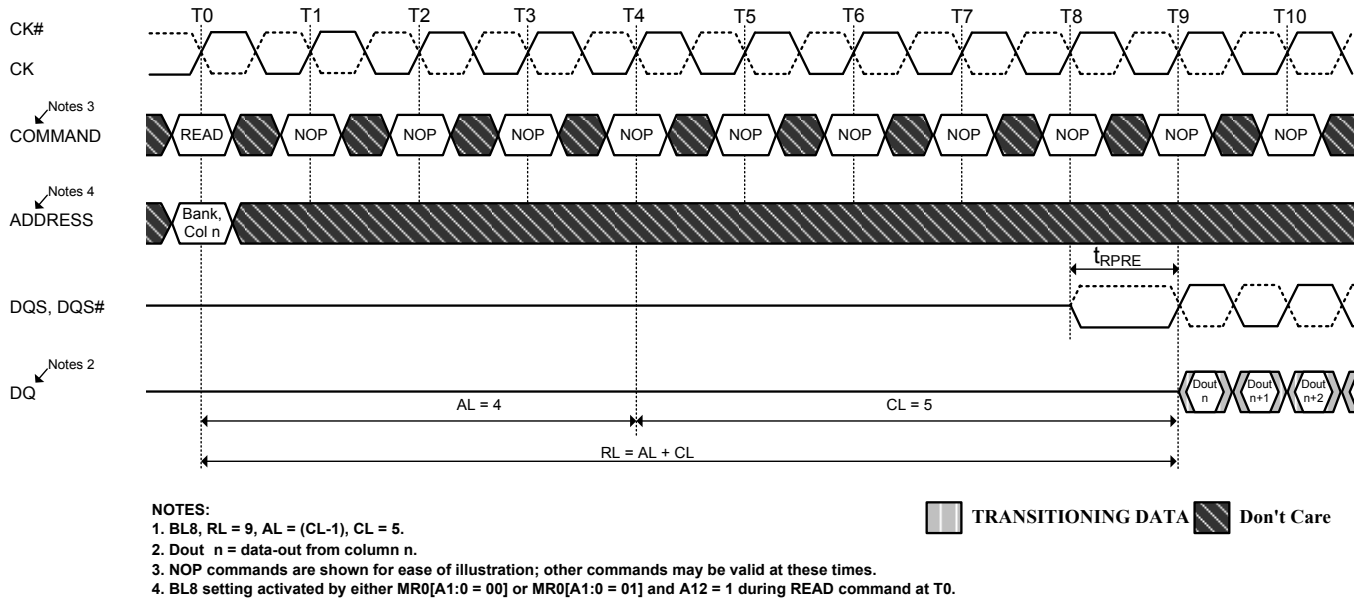 T0 T1 T2 T3 T4 T5 T6 T7 T8 T9 T10
CK#
CK
Notes 3
COMMAND
READ NOP NOP NOP NOP NOP NOP NOP NOP NOP NOP
Notes 4
ADDRESS
Bank,
Col n
tRPRE
DQS, DQS#
Notes 2
DQ
Dout Dout Dout
n n+1 n+2
AL = 4 CL = 5
RL = AL + CL
NOTES:
1. BL8, RL = 9, AL = (CL-1), CL = 5.
2. Dout n = data-out from column n.
3. NOP commands are shown for ease of illustration; other commands may be valid at these times.
4. BL8 setting activated by either MR0[A1:0 = 00] or MR0[A1:0 = 01] and A12 = 1 during READ command at T0.
TRANSITIONING DATA Don't Care